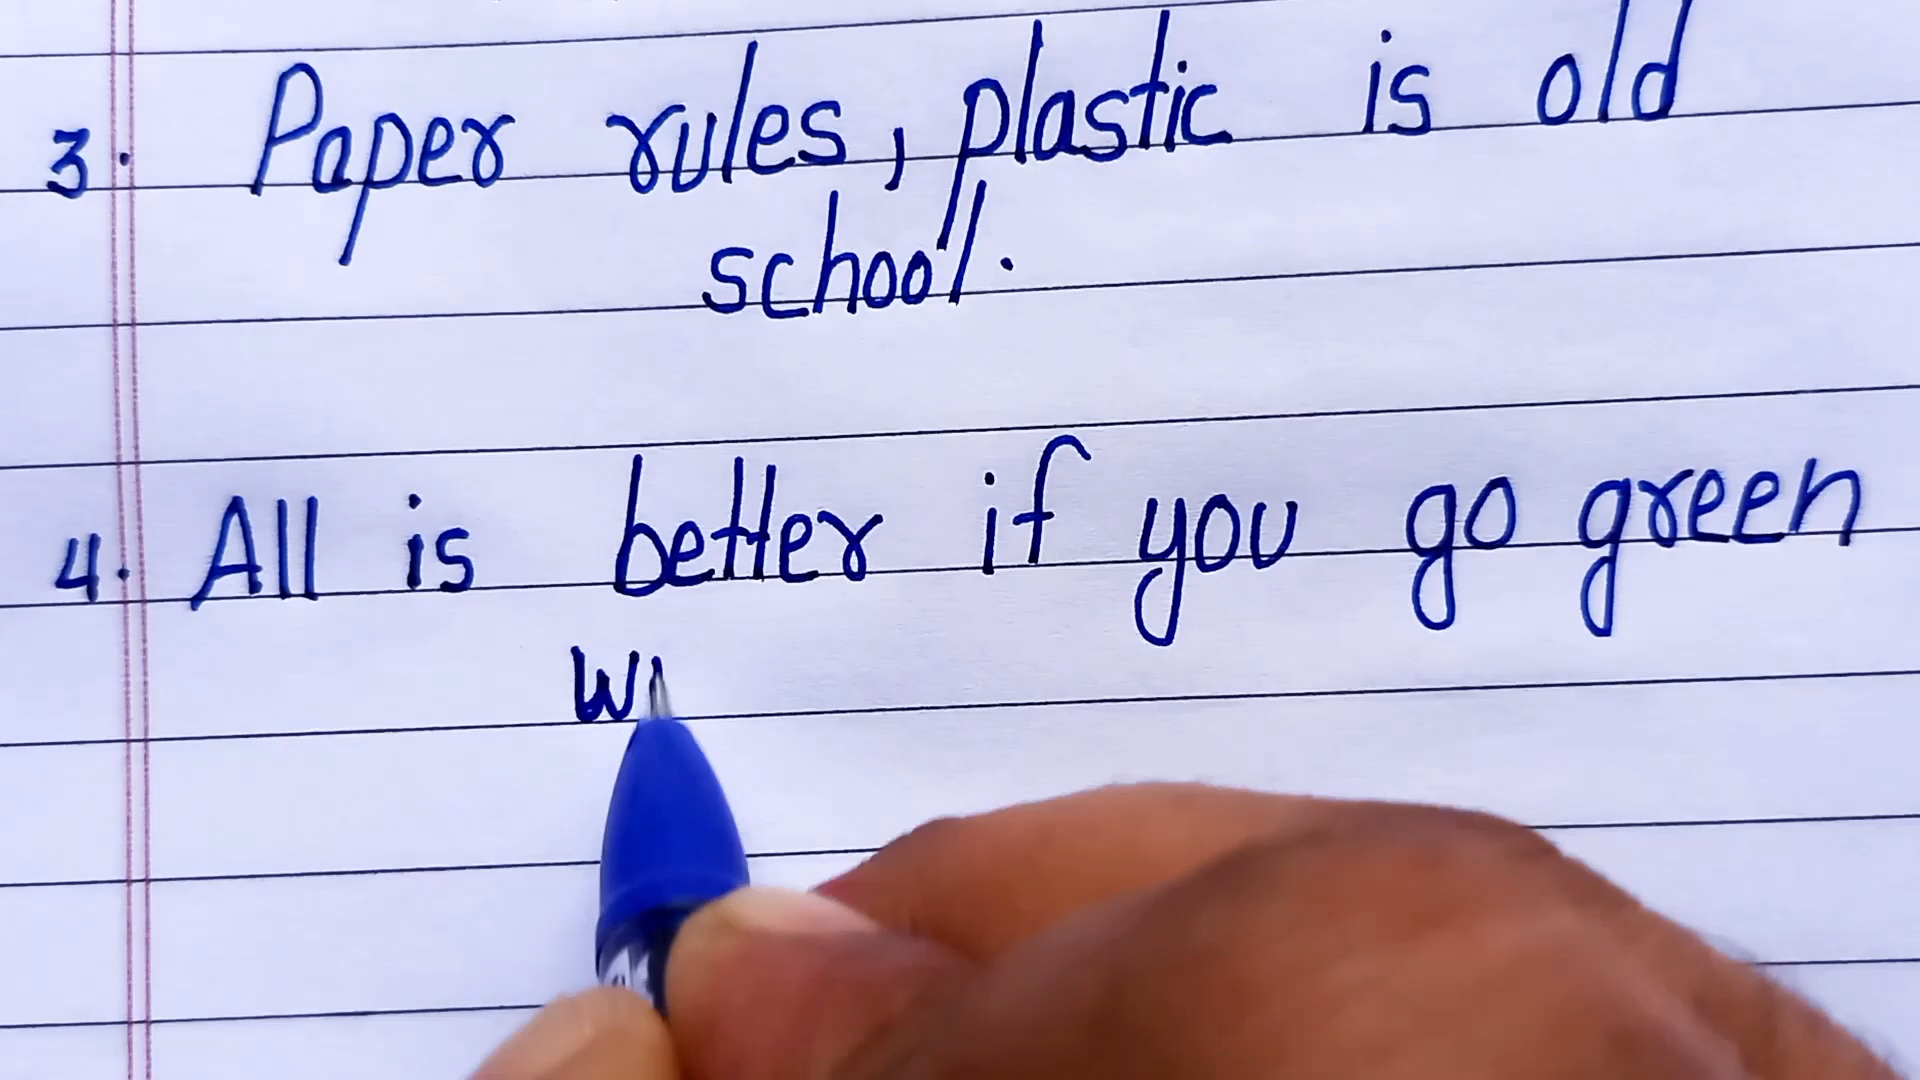 3. Paper rules, plastic is old
school.
4. All is better if you go green